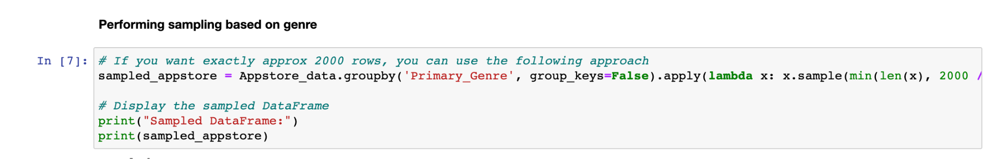 Performing sampling based on genre
In [7]: # If you want exactly approx 2000 rows, you can use the following approach
sampled_appstore = Appstore_data.groupby('Primary_Genre', group_keys=False).apply(lambda x: x.sample(min(len(x), 2000 /
# Display the sampled DataFrame
print("Sampled DataFrame:")
print(sampled_appstore)